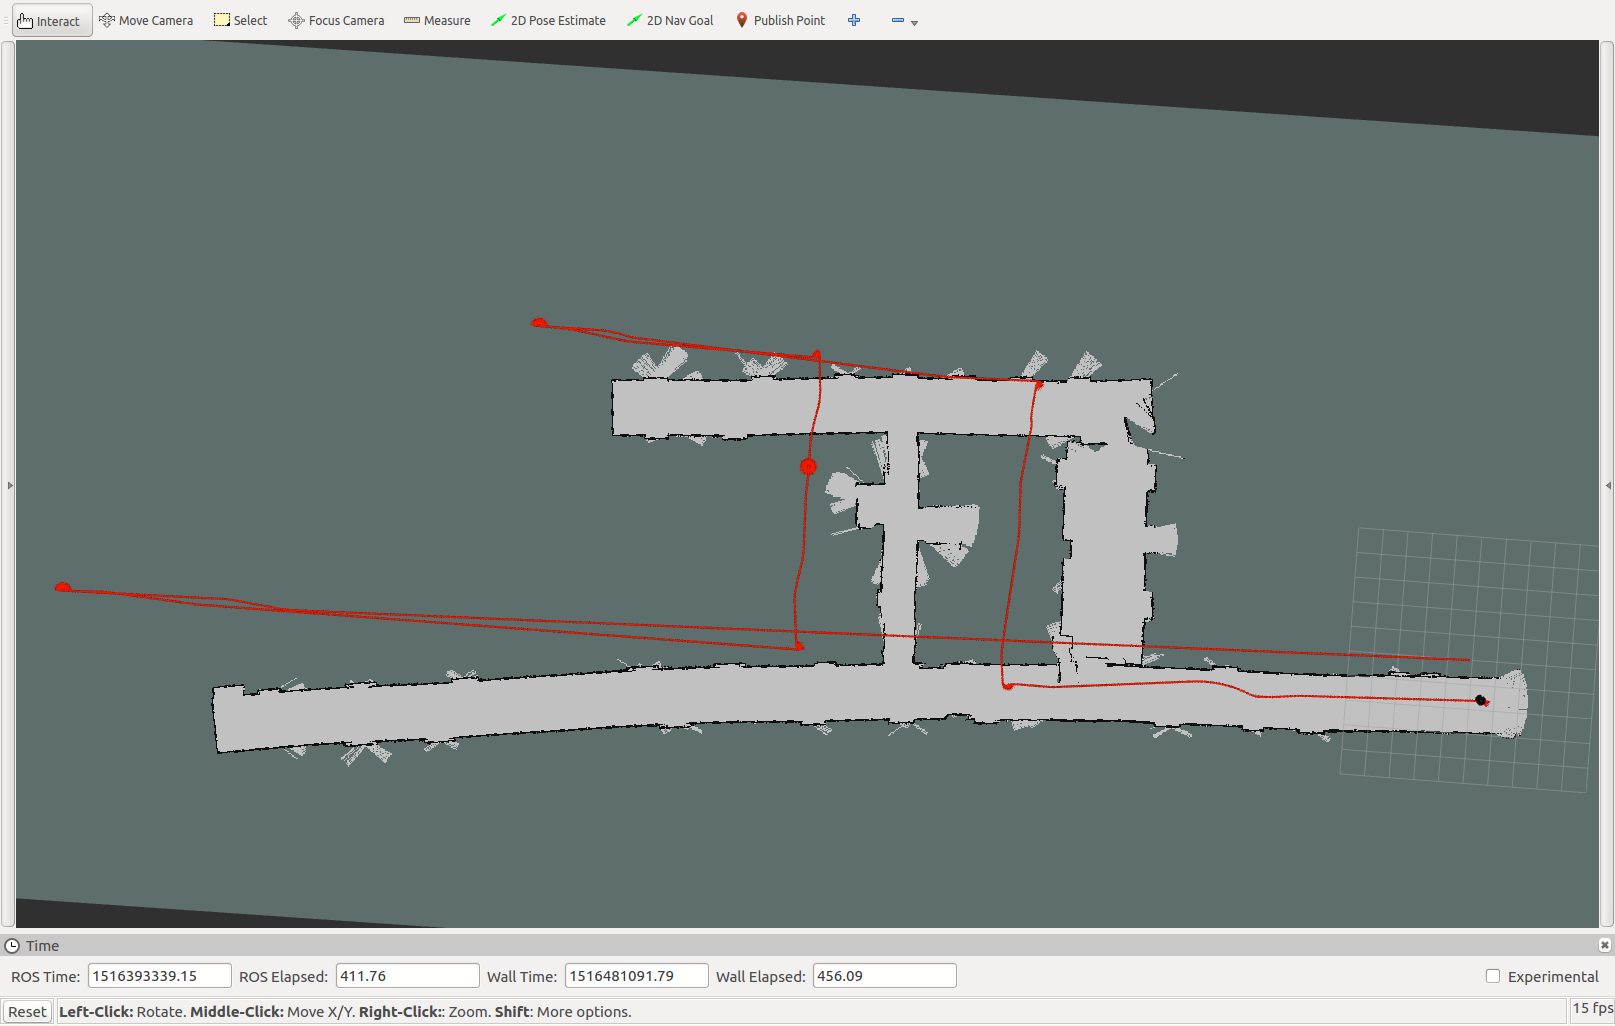 Interact Move Camera Select Focus Camera Measure 2D Pose Estimate 2D Nav Goal Publish Point
Time
ROS Time: 1516393339.15 ROS Elapsed: 411.76 Wall Time: 1516481091.79 Wall Elapsed: 456.09 Experimental
Reset Left-Click: Rotate. Middle-Click: Move X/Y. Right-Click:: Zoom. Shift: More options. 15 fps